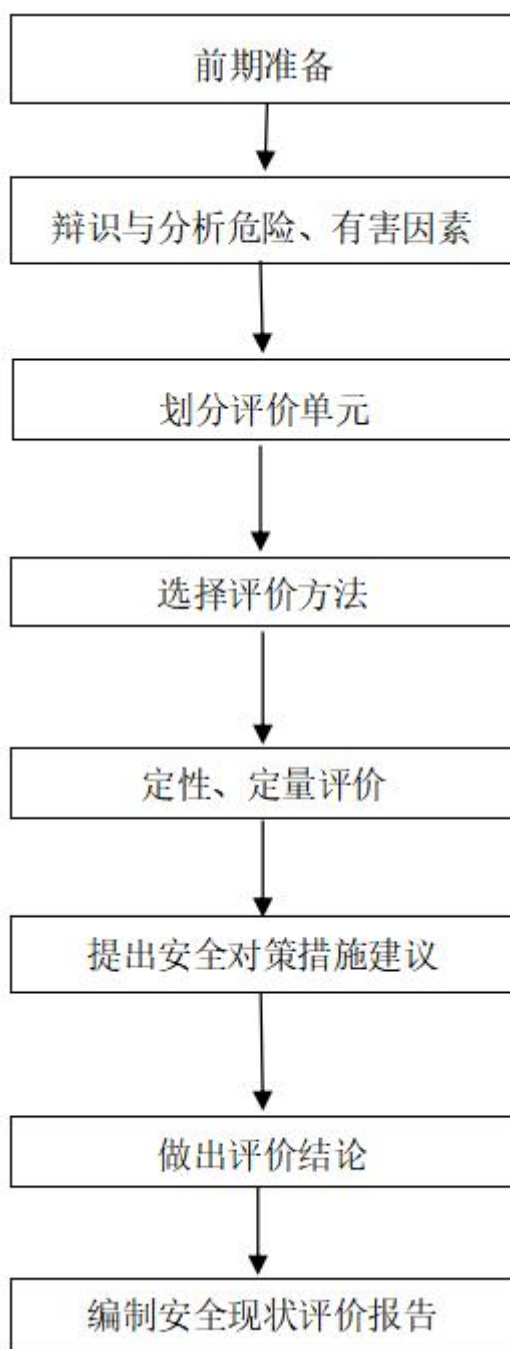 前期准备
辩识与分析危险、有害因素
划分评价单元
选择评价方法
定性、定量评价
提出安全对策措施建议
做出评价结论
编制安全现状评价报告